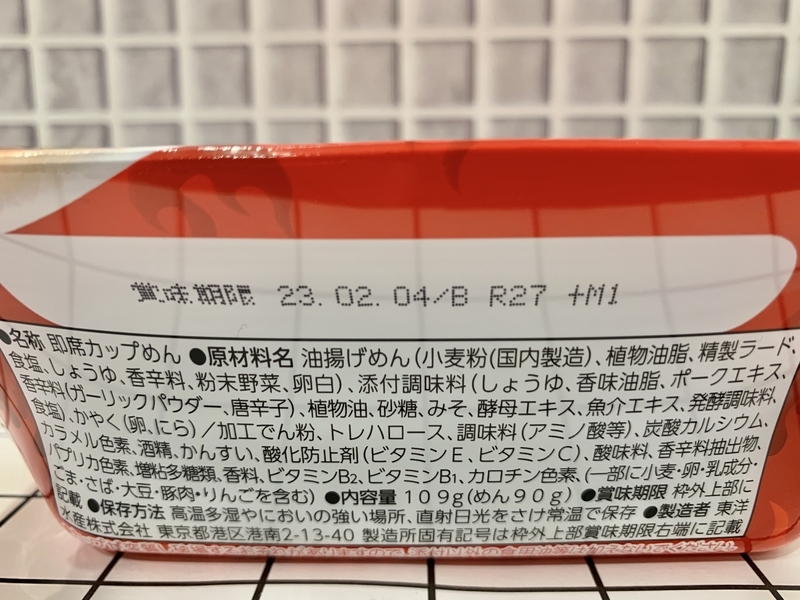 賞味期限 23.02.04/B R27 +M1
●名称 即席カップめん ●原材料名 油揚げめん(小麦粉(国内製造)、植物油脂、精製ラード、
食塩、しょうゆ、香辛料、粉末野菜、卵白)、添付調味料(しょうゆ、香味油脂、ポークエキス、
香辛料(ガーリックパウダー、唐辛子)、植物油、砂糖、みそ、酵母エキス、魚介エキス、発酵調味料、
食塩)、かやく(卵、にら)／加工でん粉、トレハロース、調味料(アミノ酸等)、炭酸カルシウム、
カラメル色素、酒精、かんすい、酸化防止剤(ビタミンE、ビタミンC)、酸味料、香辛料抽出物、
パプリカ色素、増粘多糖類、香料、ビタミンB₂、ビタミンB₁、カロチン色素、(一部に小麦・卵・乳成分・
ごま・さば・大豆・豚肉・りんごを含む) ●内容量 109g(めん90g) ●賞味期限 枠外上部に
記載 ●保存方法 高温多湿やにおいの強い場所、直射日光をさけ常温で保存 ●製造者 東洋
水産株式会社 東京都港区港南2-13-40 製造所固有記号は枠外上部賞味期限右端に記載